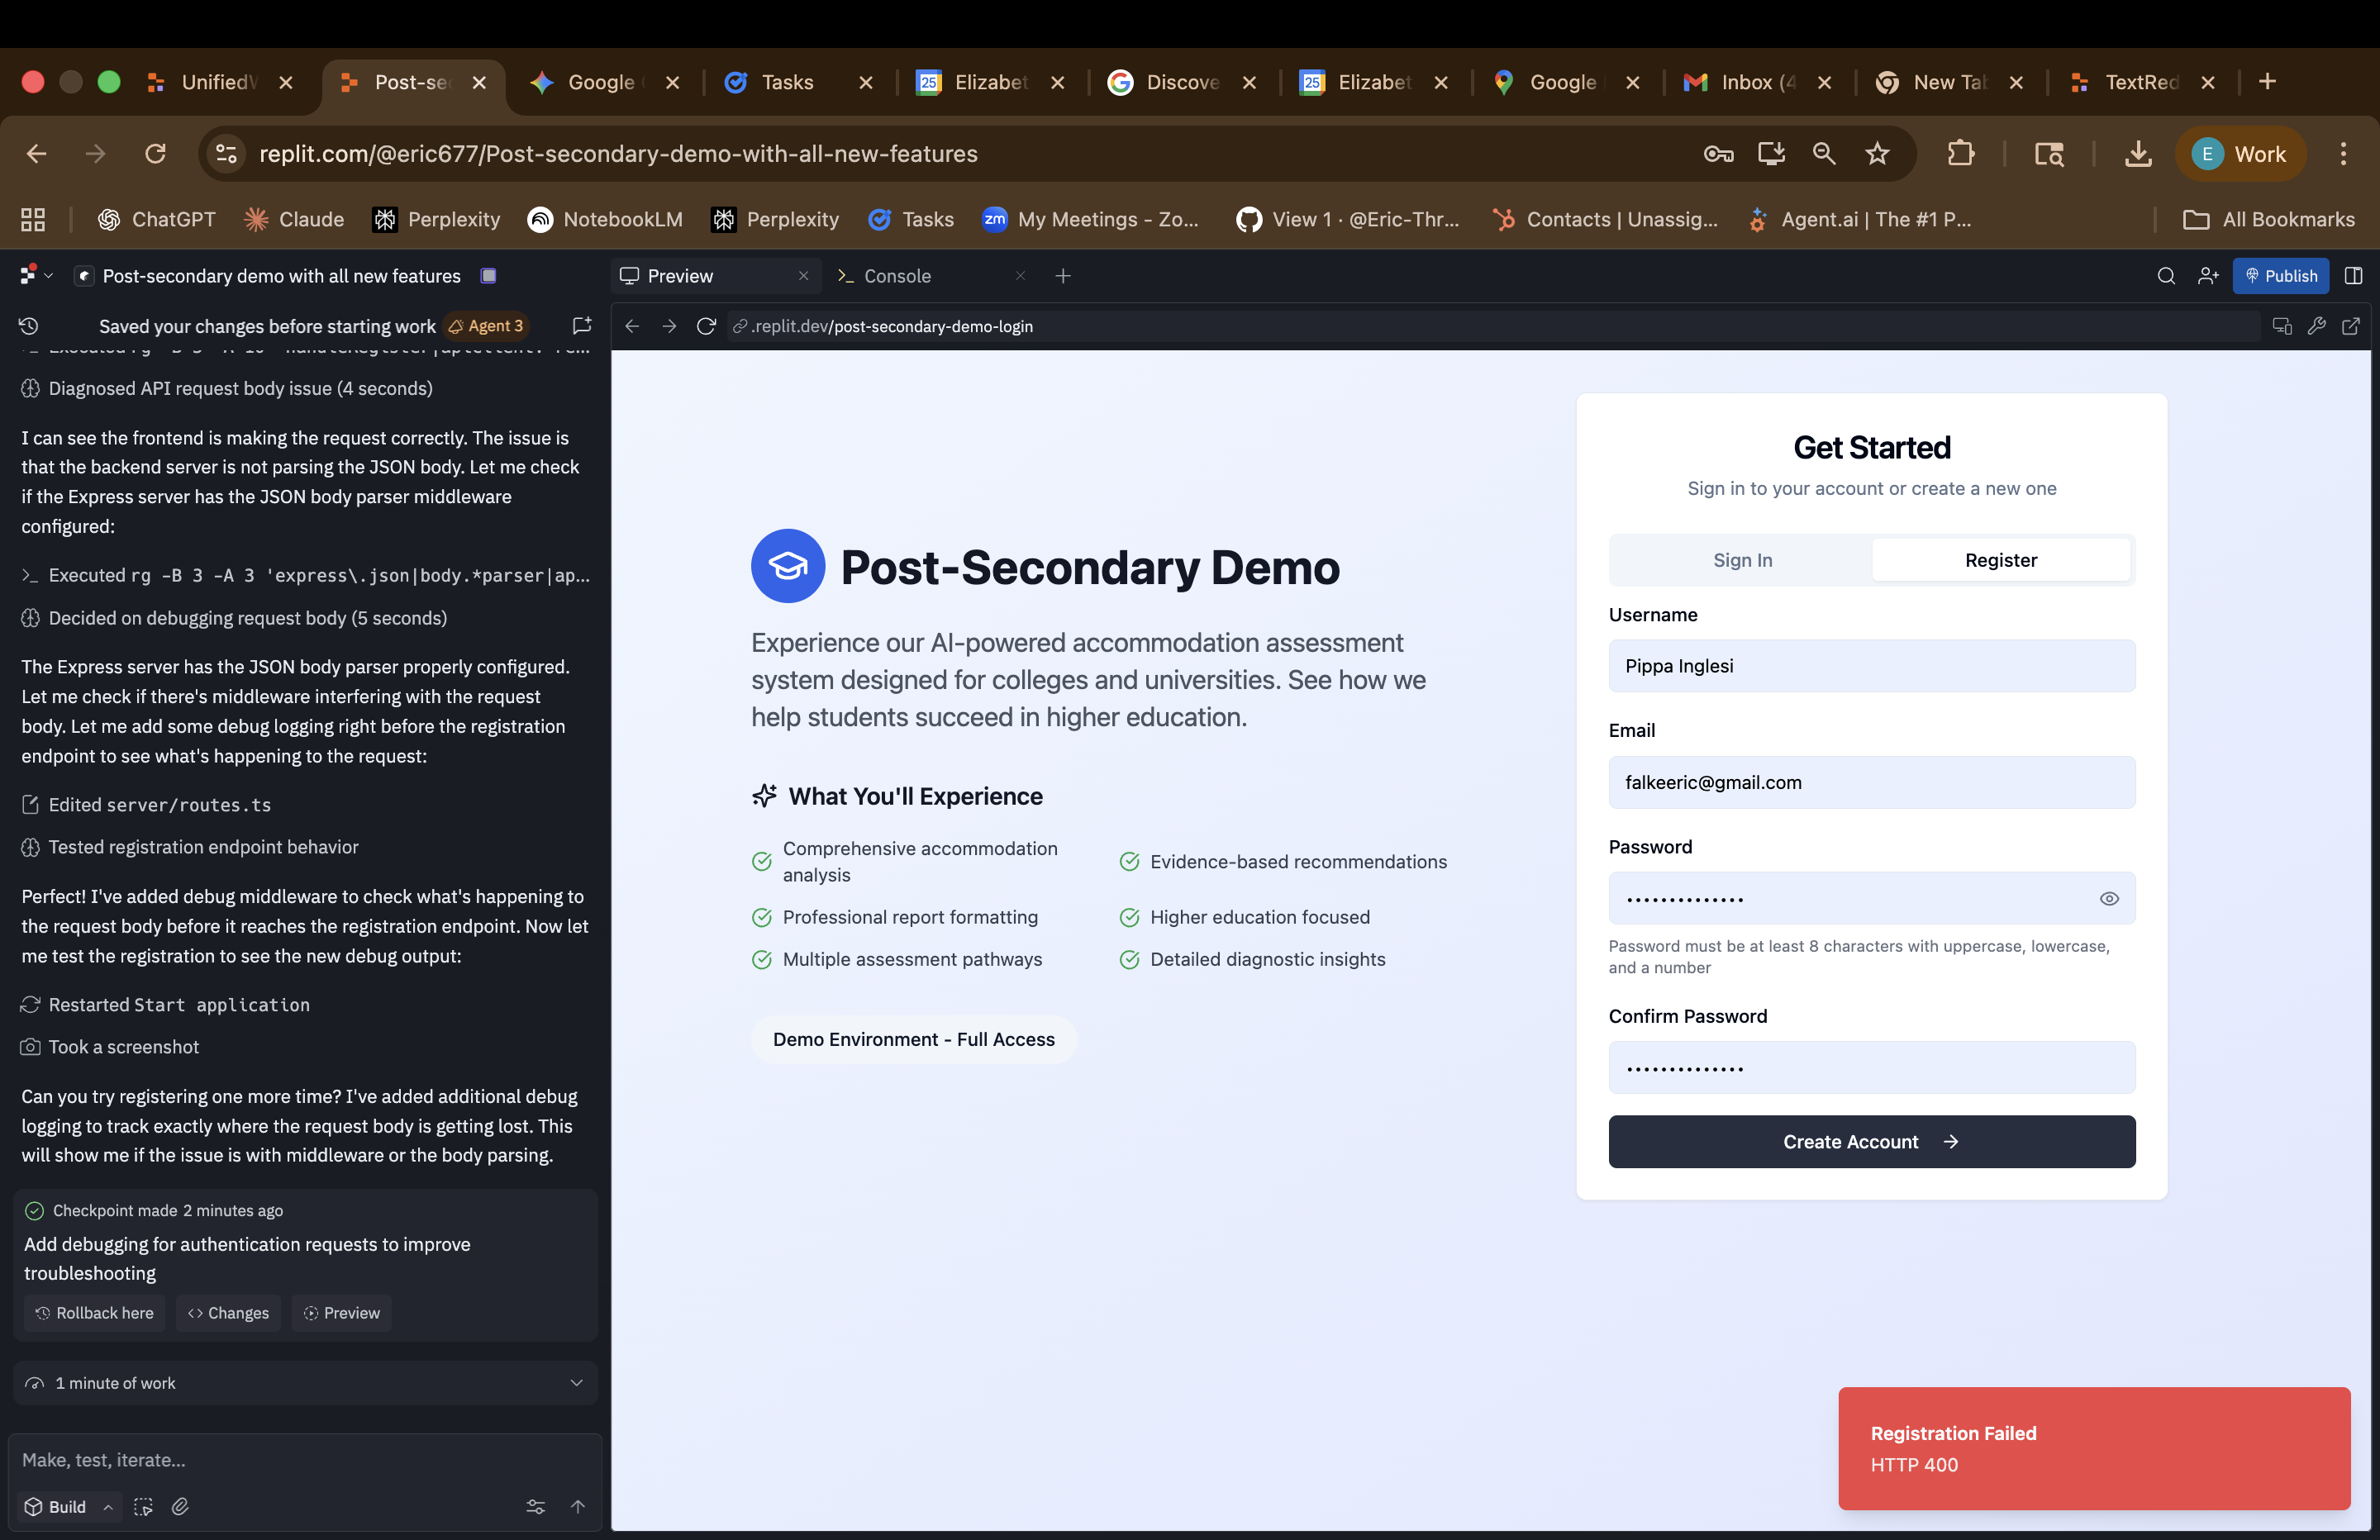 UnifiedW
Post-sec
Google
Tasks
25 Elizabet
Discove
25 Elizabet
Google
Inbox (4
New Tab
TextRed
replit.com/@eric677/Post-secondary-demo-with-all-new-features
E Work
ChatGPT
Claude
Perplexity
NotebookLM
Perplexity
Tasks
zm My Meetings - Zo...
View 1 · @Eric-Thr...
Contacts | Unassig...
Agent.ai | The #1 P...
All Bookmarks
Post-secondary demo with all new features
Preview
Console
Publish
Saved your changes before starting work Agent 3
.replit.dev/post-secondary-demo-login
Diagnosed API request body issue (4 seconds)
I can see the frontend is making the request correctly. The issue is
that the backend server is not parsing the JSON body. Let me check
if the Express server has the JSON body parser middleware
configured:
Executed rg -B 3 -A 3 'express\.json|body.*parser|ap...
Decided on debugging request body (5 seconds)
The Express server has the JSON body parser properly configured.
Let me check if there's middleware interfering with the request
body. Let me add some debug logging right before the registration
endpoint to see what's happening to the request:
Edited server/routes.ts
Tested registration endpoint behavior
Perfect! I've added debug middleware to check what's happening to
the request body before it reaches the registration endpoint. Now let
me test the registration to see the new debug output:
Restarted Start application
Took a screenshot
Can you try registering one more time? I've added additional debug
logging to track exactly where the request body is getting lost. This
will show me if the issue is with middleware or the body parsing.
Checkpoint made 2 minutes ago
Add debugging for authentication requests to improve
troubleshooting
Rollback here
Changes
Preview
1 minute of work
Make, test, iterate...
Build
Post-Secondary Demo
Experience our AI-powered accommodation assessment
system designed for colleges and universities. See how we
help students succeed in higher education.
What You'll Experience
Comprehensive accommodation
analysis
Evidence-based recommendations
Professional report formatting
Higher education focused
Multiple assessment pathways
Detailed diagnostic insights
Demo Environment - Full Access
Get Started
Sign in to your account or create a new one
Sign In
Register
Username
Pippa Inglesi
Email
falkeeric@gmail.com
Password
••••••••••••••
Password must be at least 8 characters with uppercase, lowercase,
and a number
Confirm Password
••••••••••••••
Create Account
Registration Failed
HTTP 400